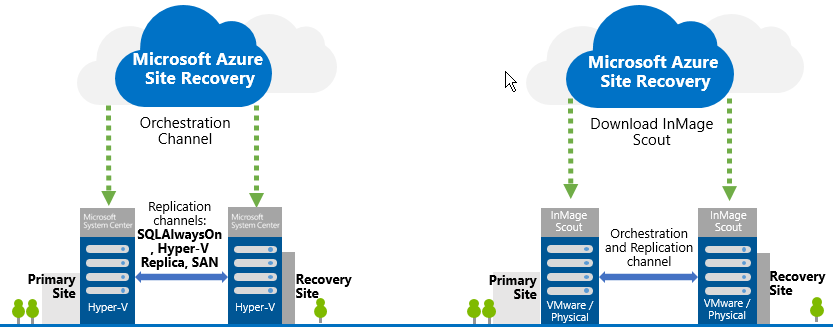 Microsoft Azure
Site Recovery
Orchestration
Channel
Microsoft
System Center
Replication
channels:
SQLAlwaysOn
, Hyper-V
Replica, SAN
Microsoft
System Center
Primary
Site
Hyper-V
Hyper-V
Recovery
Site
Microsoft Azure
Site Recovery
Download InMage
Scout
InMage
Scout
Orchestration
and Replication
channel
InMage
Scout
Primary
Site
VMware /
Physical
VMware /
Physical
Recovery
Site